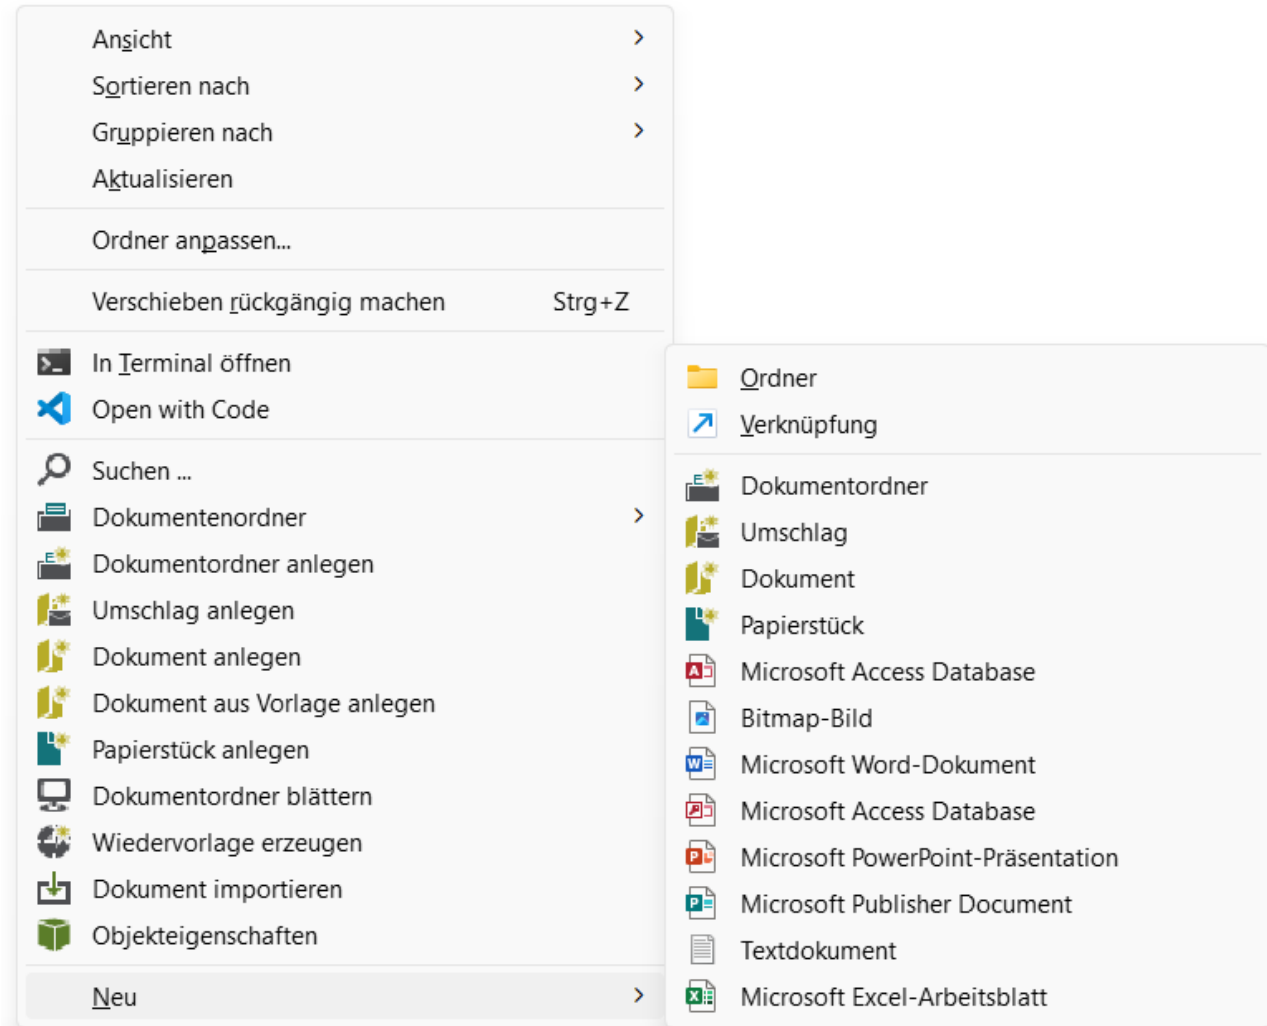 Ansicht
Sortieren nach
Gruppieren nach
Aktualisieren
Ordner anpassen...
Verschieben rückgängig machen Strg+Z
In Terminal öffnen
Open with Code
Suchen ...
Dokumentenordner
Dokumentordner anlegen
Umschlag anlegen
Dokument anlegen
Dokument aus Vorlage anlegen
Papierstück anlegen
Dokumentordner blättern
Wiedervorlage erzeugen
Dokument importieren
Objekteigenschaften
Neu
Ordner
Verknüpfung
Dokumentordner
Umschlag
Dokument
Papierstück
Microsoft Access Database
Bitmap-Bild
Microsoft Word-Dokument
Microsoft Access Database
Microsoft PowerPoint-Präsentation
Microsoft Publisher Document
Textdokument
Microsoft Excel-Arbeitsblatt